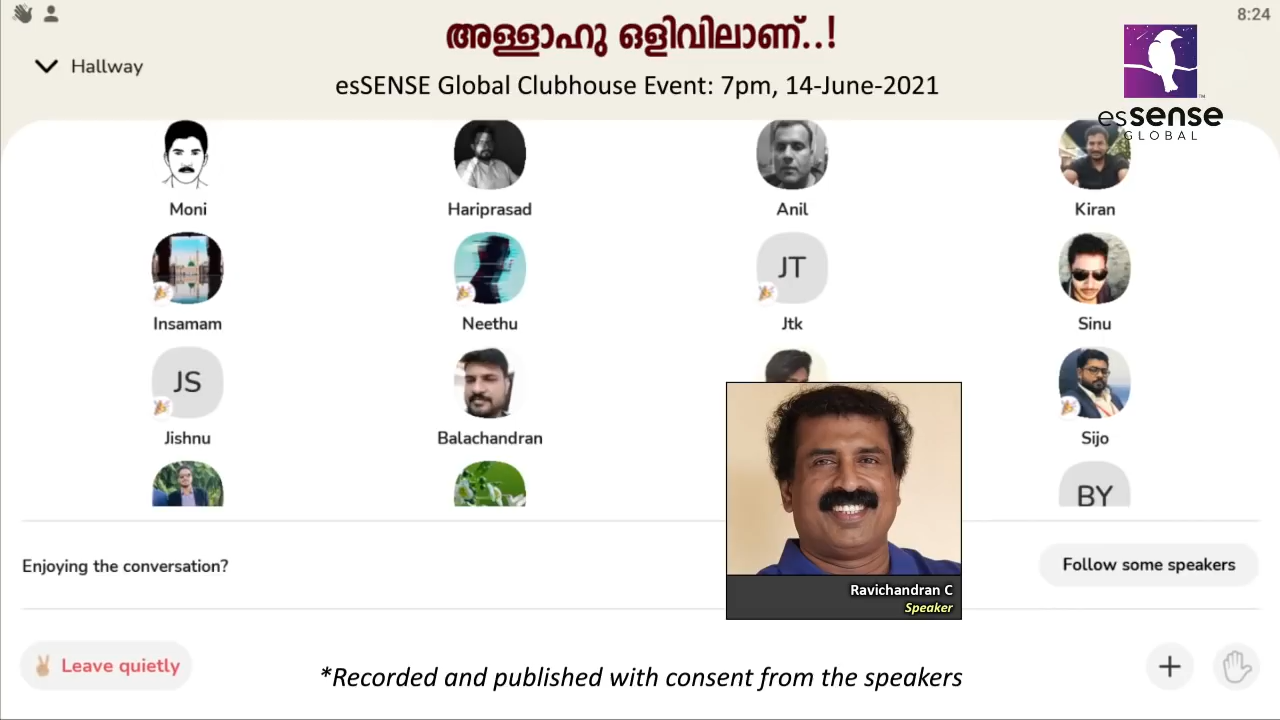 8:24
അള്ളാഹു ഒളിവിലാണ്..!
Hallway
esSENSE Global Clubhouse Event: 7pm, 14-June-2021
essense
GLOBAL
Moni
Hariprasad
Anil
Kiran
JT
Insamam
Neethu
Jtk
Sinu
JS
Jishnu
Balachandran
Sijo
BY
Enjoying the conversation?
Follow some speakers
Ravichandran C
Speaker
Leave quietly
*Recorded and published with consent from the speakers